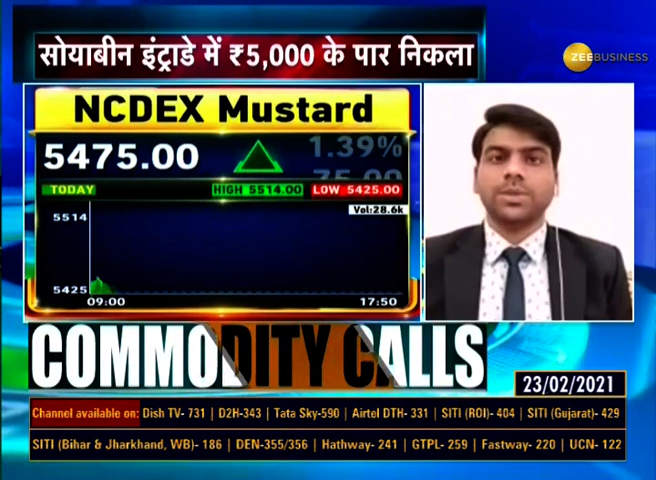 सोयाबीन इंट्राडे में ₹5,000 के पार निकला
ZEEBUSINESS
NCDEX Mustard
5475.00
1.39%
75.00
TODAY
HIGH 5514.00
LOW 5425.00
5514
Vol:28.6k
5425
09:00
17:50
COMMODITY CALLS
23/02/2021
Channel available on: Dish TV- 731 | D2H-343 | Tata Sky-590 | Airtel DTH- 331 | SITI (ROI)- 404 | SITI (Gujarat)- 429
SITI (Bihar & Jharkhand, WB)- 186 | DEN-355/356 | Hathway- 241 | GTPL- 259 | Fastway- 220 | UCN- 122